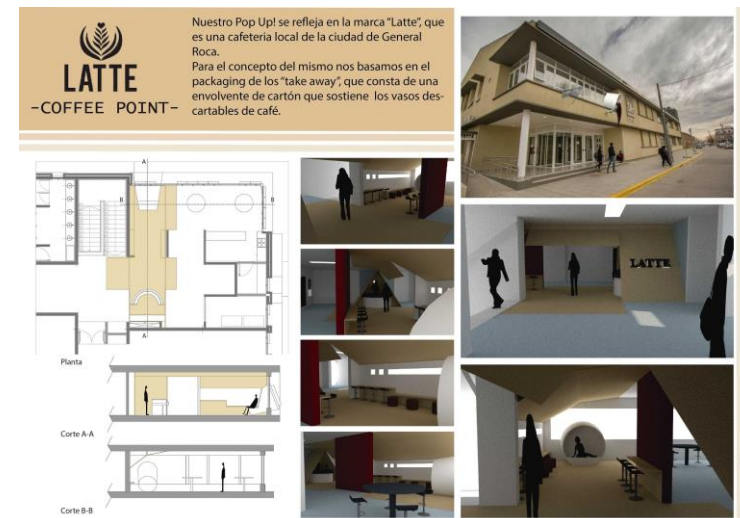 LATTE
-COFFEE POINT-
Nuestro Pop Up! se refleja en la marca "Latte", que
es una cafeteria local de la ciudad de General
Roca.
Para el concepto del mismo nos basamos en el
packaging de los "take away", que consta de una
envolvente de cartón que sostiene los vasos des-
cartables de café.
A
B
B
A
Planta
Corte A-A
Corte B-B
LATTE